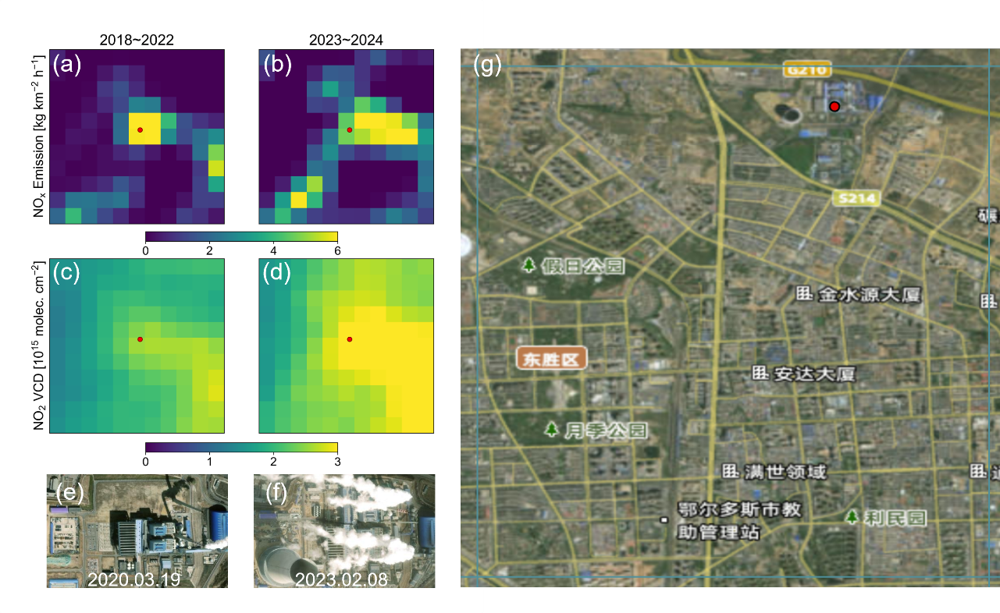 2018~2022
2023~2024
(a)
(b)
(g)
NOₓ Emission [kg km⁻² h⁻¹]
0 2 4 6
(c)
(d)
NO₂ VCD [10¹⁵ molec. cm⁻²]
0 1 2 3
(e)
2020.03.19
(f)
2023.02.08
G210
S214
碾
假日公园
金水源大厦
东胜区
安达大厦
月季公园
满世领域
鄂尔多斯市教
助管理站
利民园